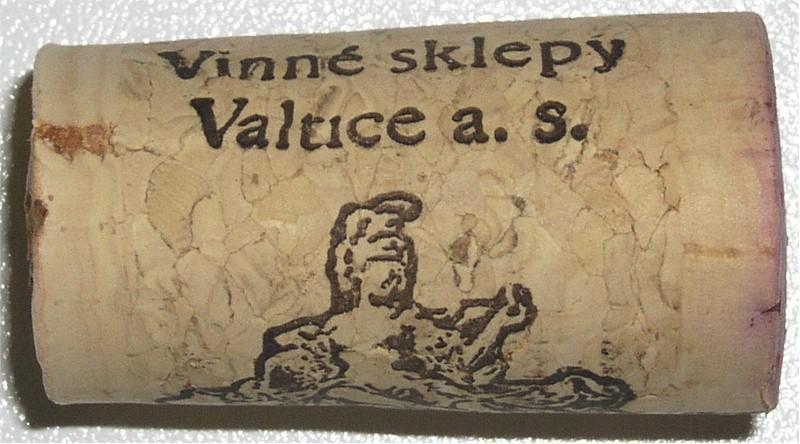 Vinné sklepy
Valtice a. s.